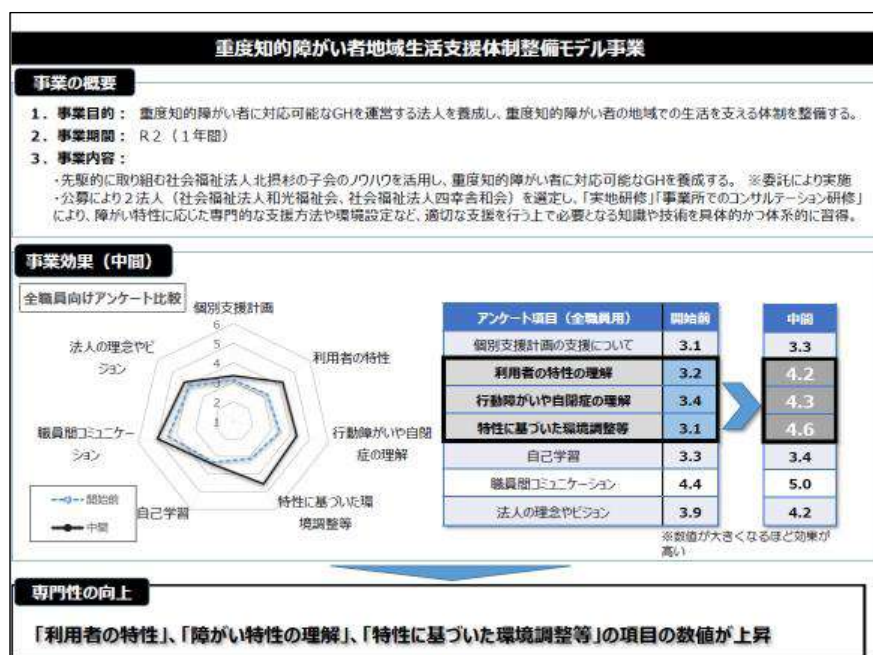 重度知的障がい者地域生活支援体制整備モデル事業
事業の概要
1．事業目的： 重度知的障がい者に対応可能なGHを運営する法人を養成し、重度知的障がい者の地域での生活を支える体制を整備する。
2．事業期間： R2（1年間）
3．事業内容：
・先駆的に取り組む社会福祉法人北摂杉の子会のノウハウを活用し、重度知的障がい者に対応可能なGHを養成する。 ※委託により実施
・公募により2法人（社会福祉法人和光福祉会、社会福祉法人四幸舎和会）を選定し、「実地研修」「事業所でのコンサルテーション研修」
により、障がい特性に応じた専門的な支援方法や環境設定など、適切な支援を行う上で必要となる知識や技術を具体的かつ体系的に習得。
事業効果（中間）
全職員向けアンケート比較
個別支援計画
利用者の特性
行動障がいや自閉
症の理解
特性に基づいた環
境調整等
自己学習
職員間コミュニケー
ション
法人の理念やビ
ジョン
6
5
4
3
2
1
開始前
中間
アンケート項目（全職員用） 開始前 中間
個別支援計画の支援について 3.1 3.3
利用者の特性の理解 3.2 4.2
行動障がいや自閉症の理解 3.4 4.3
特性に基づいた環境調整等 3.1 4.6
自己学習 3.3 3.4
職員間コミュニケーション 4.4 5.0
法人の理念やビジョン 3.9 4.2
※数値が大きくなるほど効果が
高い
専門性の向上
「利用者の特性」、「障がい特性の理解」、「特性に基づいた環境調整等」の項目の数値が上昇